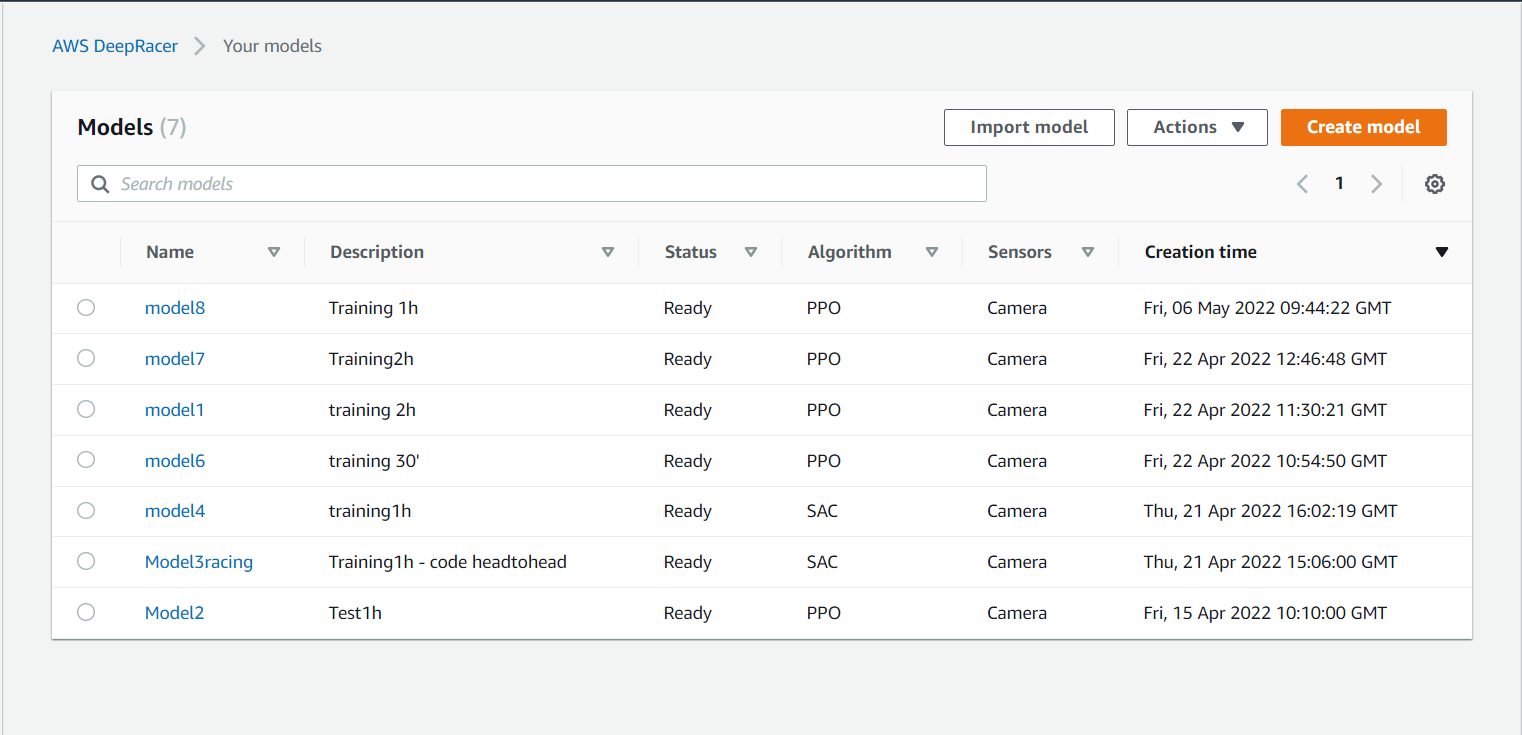 AWS DeepRacer Your models
Models (7) Import model Actions Create model
Search models 1
Name Description Status Algorithm Sensors Creation time
model8 Training 1h Ready PPO Camera Fri, 06 May 2022 09:44:22 GMT
model7 Training2h Ready PPO Camera Fri, 22 Apr 2022 12:46:48 GMT
model1 training 2h Ready PPO Camera Fri, 22 Apr 2022 11:30:21 GMT
model6 training 30' Ready PPO Camera Fri, 22 Apr 2022 10:54:50 GMT
model4 training1h Ready SAC Camera Thu, 21 Apr 2022 16:02:19 GMT
Model3racing Training1h - code headtohead Ready SAC Camera Thu, 21 Apr 2022 15:06:00 GMT
Model2 Test1h Ready PPO Camera Fri, 15 Apr 2022 10:10:00 GMT